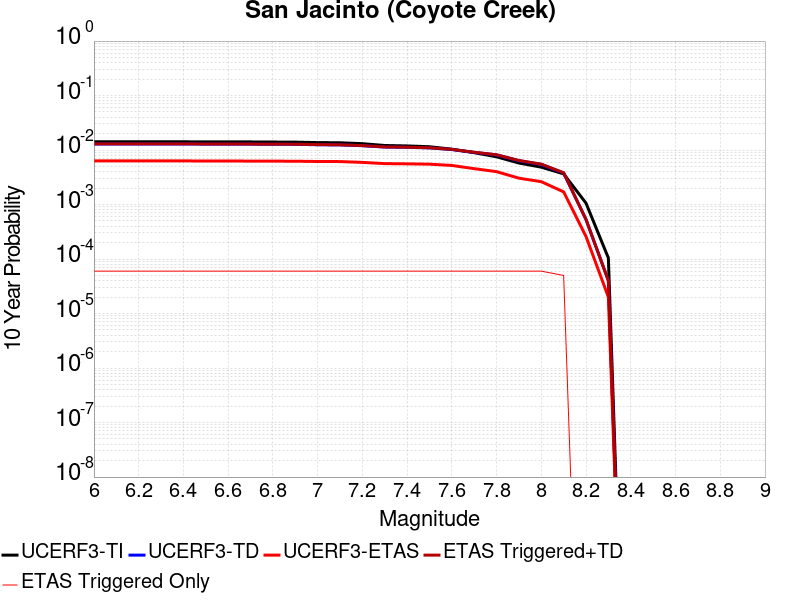 San Jacinto (Coyote Creek)
10 0
10 -1
10 -2
10 -3
10 -4
10 -5
10 -6
10 -7
10 -8
10 Year Probability
6 6.2 6.4 6.6 6.8 7 7.2 7.4 7.6 7.8 8 8.2 8.4 8.6 8.8 9
Magnitude
UCERF3-TI UCERF3-TD UCERF3-ETAS ETAS Triggered+TD
ETAS Triggered Only